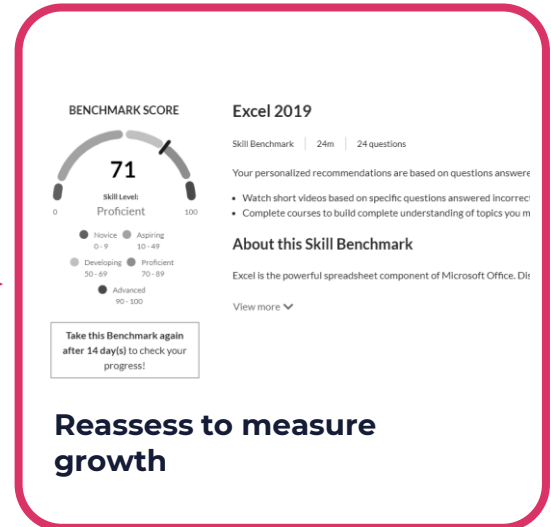 BENCHMARK SCORE
71
Skill Level:
Proficient
0
100
Novice
0 - 9
Aspiring
10 - 49
Developing
50 - 69
Proficient
70 - 89
Advanced
90 - 100
Take this Benchmark again
after 14 day(s) to check your
progress!
Excel 2019
Skill Benchmark
24m
24 questions
Your personalized recommendations are based on questions answere
• Watch short videos based on specific questions answered incorrec
• Complete courses to build complete understanding of topics you m
About this Skill Benchmark
Excel is the powerful spreadsheet component of Microsoft Office. Dis
View more
Reassess to measure
growth